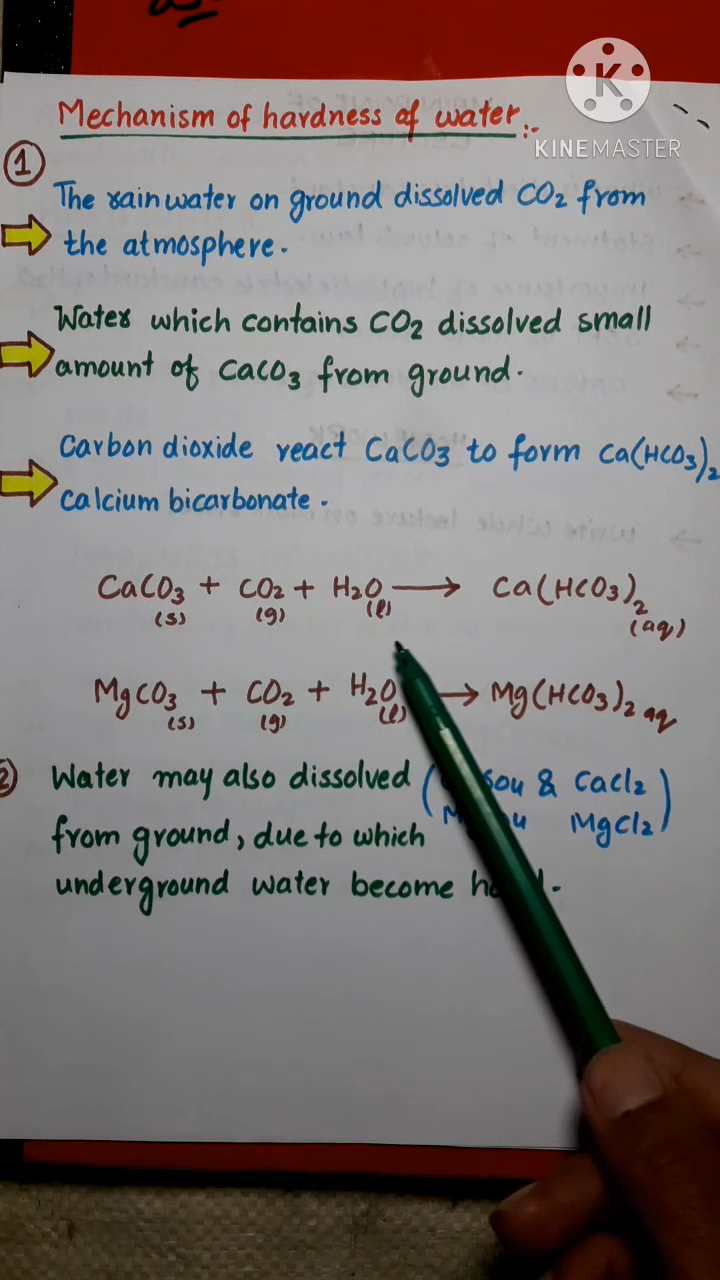 KINEMASTER
Mechanism of hardness of water:-
1
The rainwater on ground dissolved CO2 from
the atmosphere.
Water which contains CO2 dissolved small
amount of CaCO3 from ground.
Carbon dioxide react CaCO3 to form Ca(HCO3)2
calcium bicarbonate.
CaCO3 (s) + CO2 (g) + H2O (l) → Ca(HCO3)2 (aq)
MgCO3 (s) + CO2 (g) + H2O (l) → Mg(HCO3)2 aq
2) Water may also dissolved ( & CaCl2
MgCl2 )
from ground, due to which
underground water become